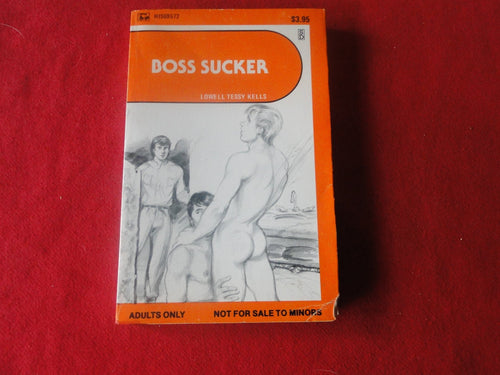 $3.95
BOSS SUCKER
LOWELL TESSY KELLS
ADULTS ONLY
NOT FOR SALE TO MINORS